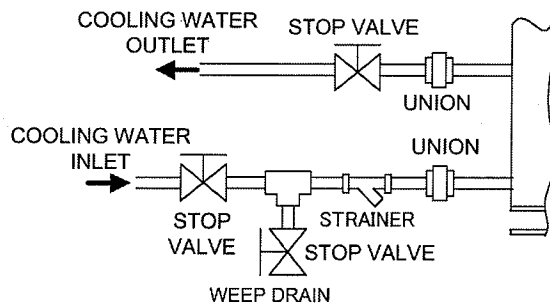 COOLING WATER
OUTLET
STOP VALVE
UNION
COOLING WATER
INLET
UNION
STOP
VALVE
STRAINER
STOP VALVE
WEEP DRAIN